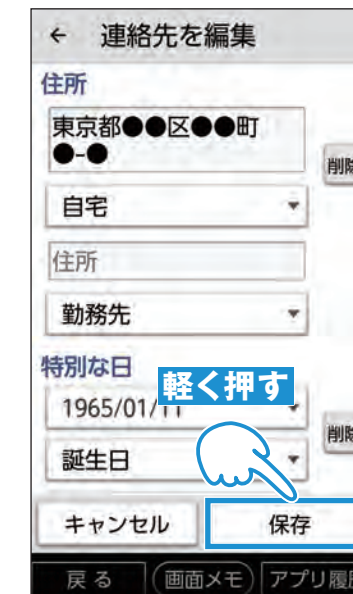 ← 連絡先を編集
住所
東京都●●区●●町
●-●
削除
自宅
住所
勤務先
特別な日
軽く押す
1965/01/11
削除
誕生日
キャンセル 保存
戻る 画面メモ アプリ履歴